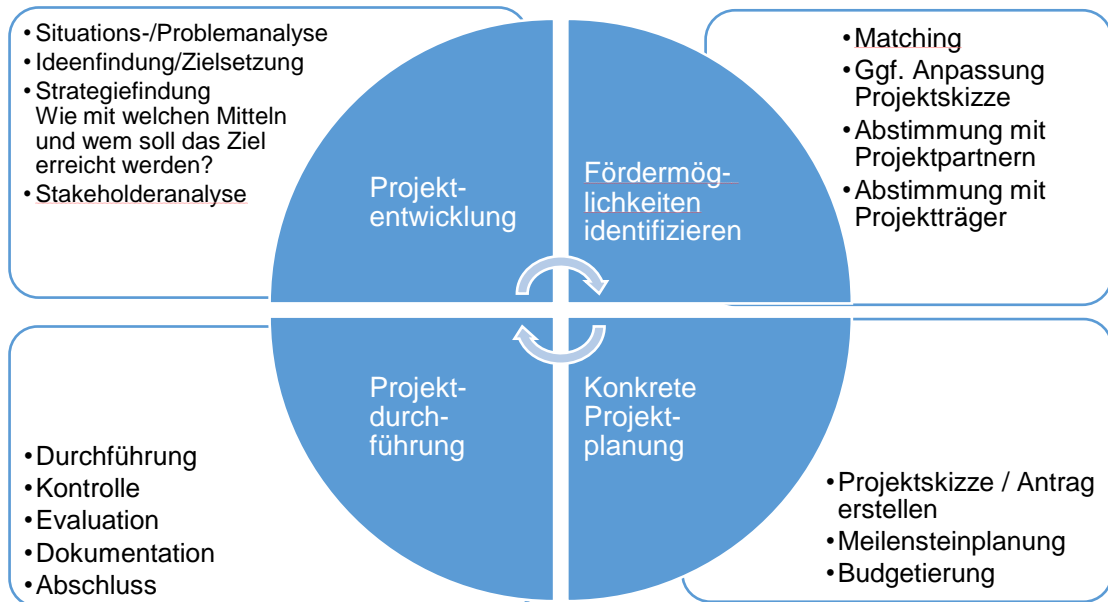 • Situations-/Problemanalyse
• Ideenfindung/Zielsetzung
• Strategiefindung
Wie mit welchen Mitteln
und wem soll das Ziel
erreicht werden?
• Stakeholderanalyse
Projekt-
entwicklung
Fördermög-
lichkeiten
identifizieren
• Matching
• Ggf. Anpassung
Projektskizze
• Abstimmung mit
Projektpartnern
• Abstimmung mit
Projektträger
• Durchführung
• Kontrolle
• Evaluation
• Dokumentation
• Abschluss
Projekt-
durch-
führung
Konkrete
Projekt-
planung
• Projektskizze / Antrag
erstellen
• Meilensteinplanung
• Budgetierung